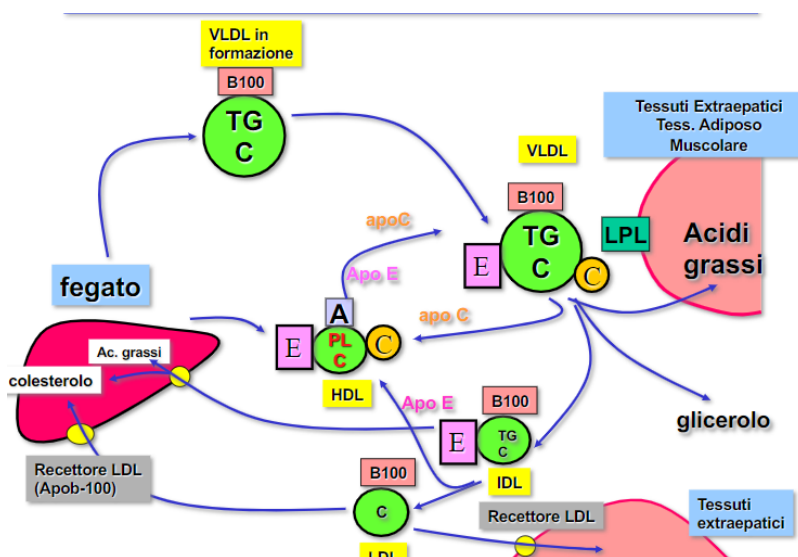 VLDL in
formazione
B100
TG
C
Tessuti Extraepatici
Tess. Adiposo
Muscolare
VLDL
B100
TG
C
E
C
LPL
Acidi
grassi
apoC
Apo E
fegato
A
E
PL
C
C
HDL
apo C
Ac. grassi
colesterolo
Apo E
B100
E
TG
C
IDL
glicerolo
Recettore LDL
(Apob-100)
B100
C
LDL
Recettore LDL
Tessuti
extraepatici